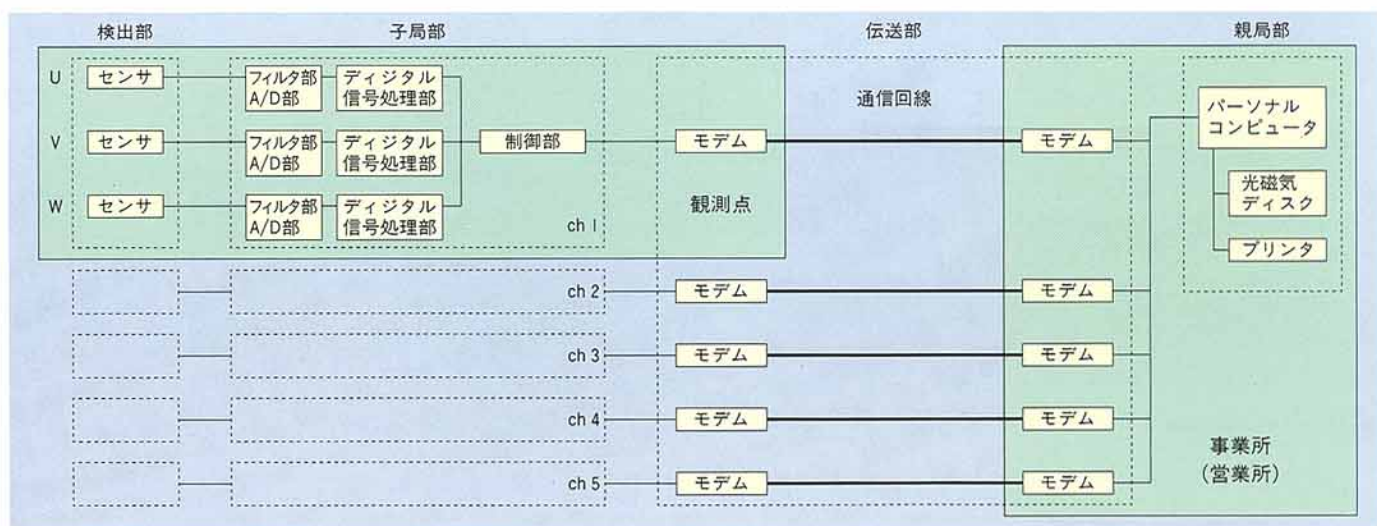 検出部
子局部
伝送部
親局部
U
センサ
フィルタ部
A/D部
ディジタル
信号処理部
V
センサ
フィルタ部
A/D部
ディジタル
信号処理部
制御部
モデム
通信回線
モデム
パーソナル
コンピュータ
W
センサ
フィルタ部
A/D部
ディジタル
信号処理部
ch 1
観測点
光磁気
ディスク
プリンタ
ch 2
モデム
モデム
ch 3
モデム
モデム
ch 4
モデム
モデム
ch 5
モデム
モデム
事業所
(営業所)